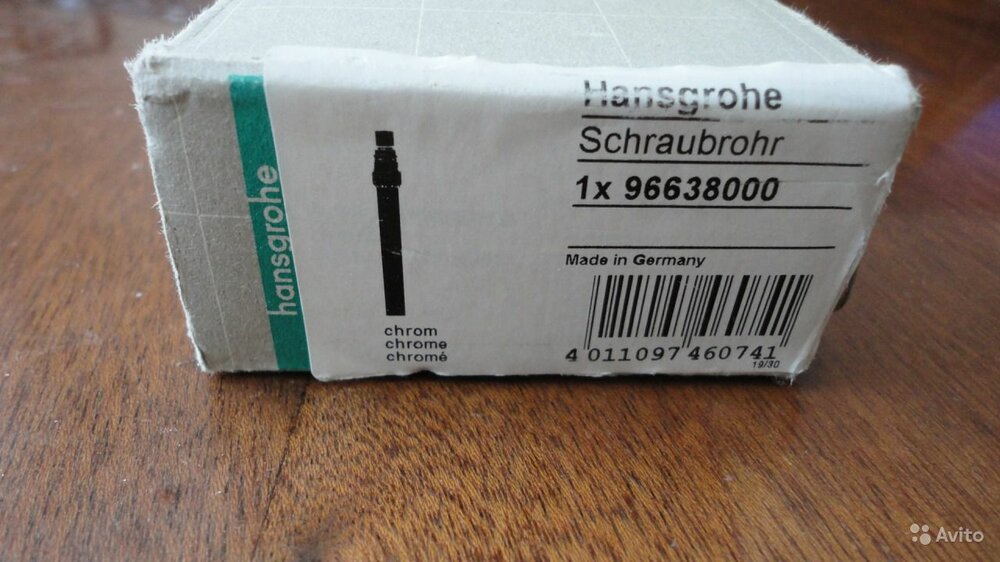 hansgrohe
Hansgrohe
Schraubrohr
1x 96638000
Made in Germany
chrom
chrome
chromé
4 011097 460741
19/30
Avito